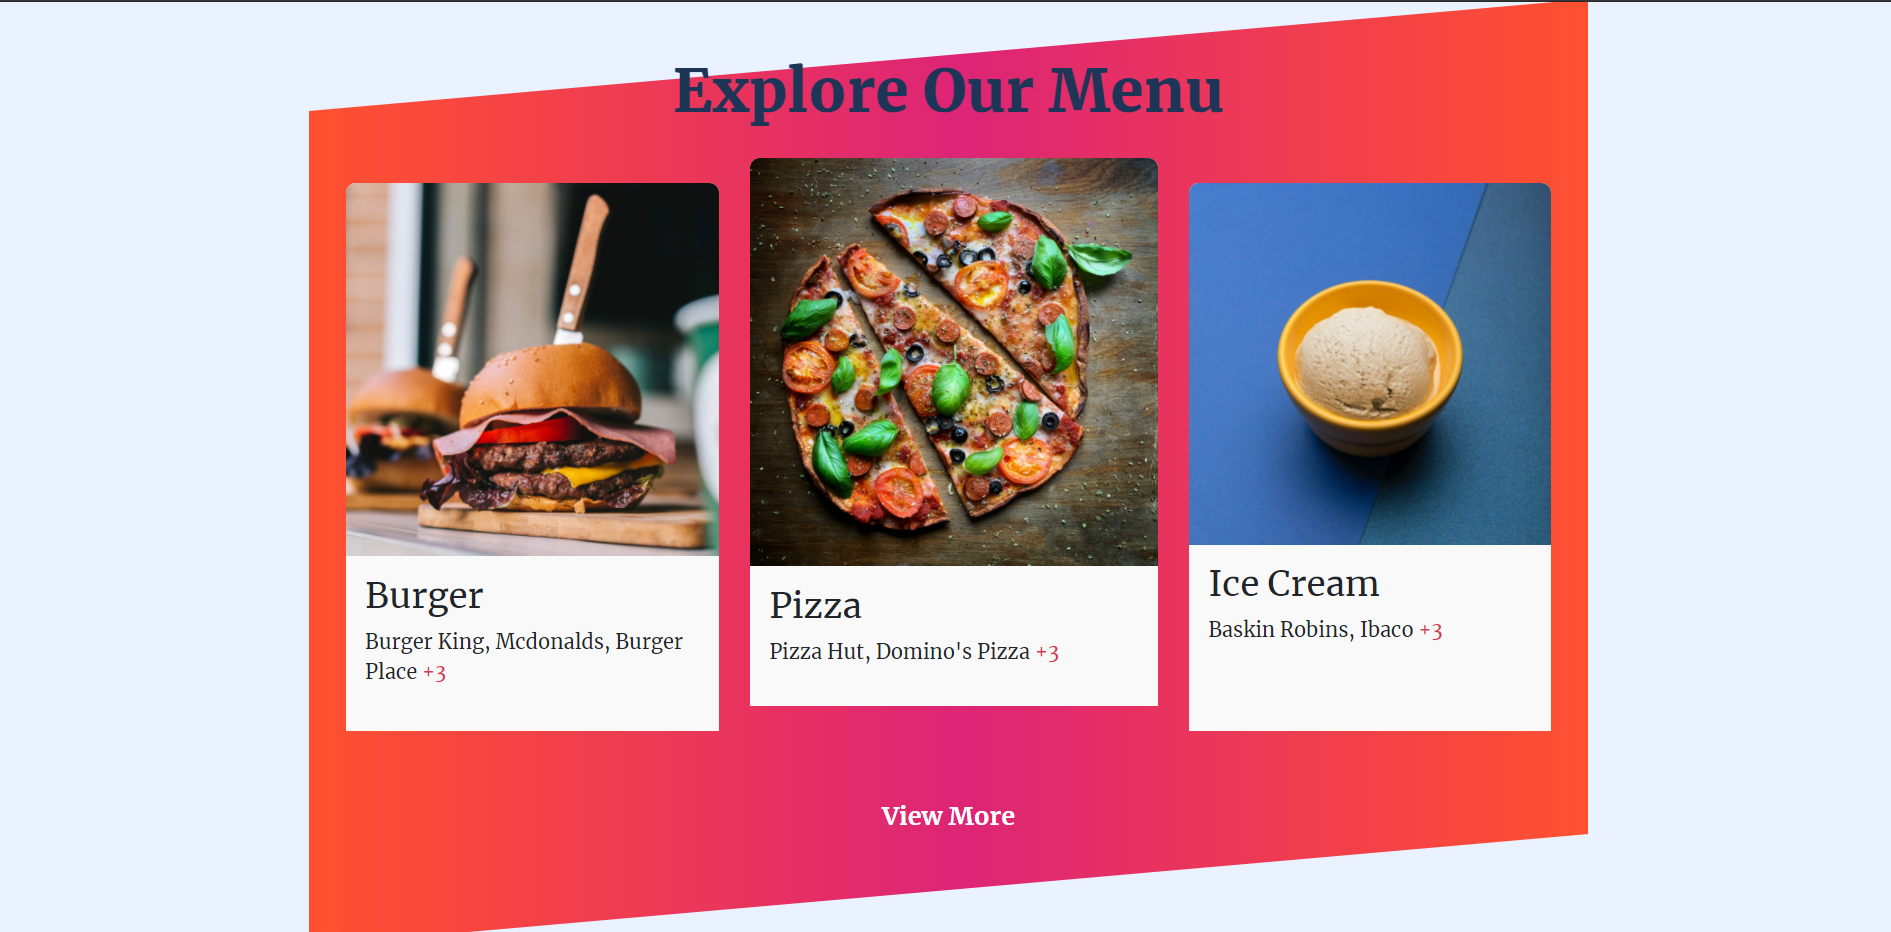 Explore Our Menu
Burger
Burger King, Mcdonalds, Burger
Place +3
Pizza
Pizza Hut, Domino's Pizza +3
Ice Cream
Baskin Robins, Ibaco +3
View More